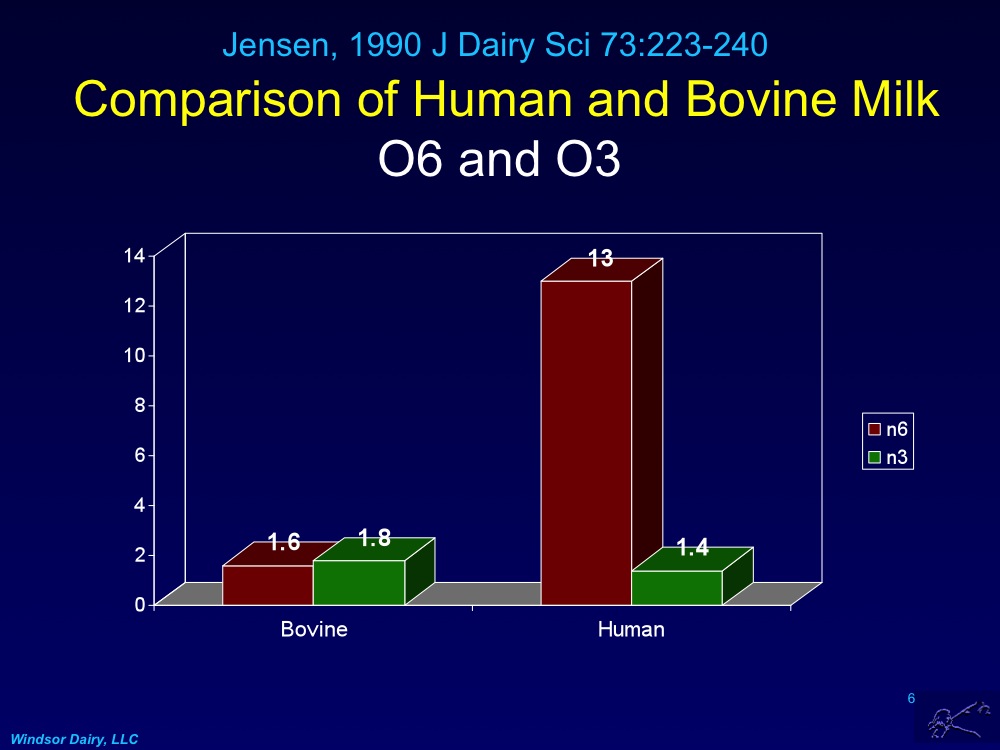 Jensen, 1990 J Dairy Sci 73:223-240
Comparison of Human and Bovine Milk
O6 and O3
14
12
10
8
6
4
2
0
1.6
1.8
13
1.4
Bovine
Human
n6
n3
6
Windsor Dairy, LLC